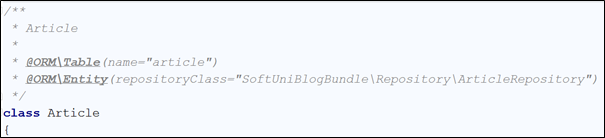 /**
 * Article
 *
 * @ORM\Table(name="article")
 * @ORM\Entity(repositoryClass="SoftUniBlogBundle\Repository\ArticleRepository")
 */
class Article
{